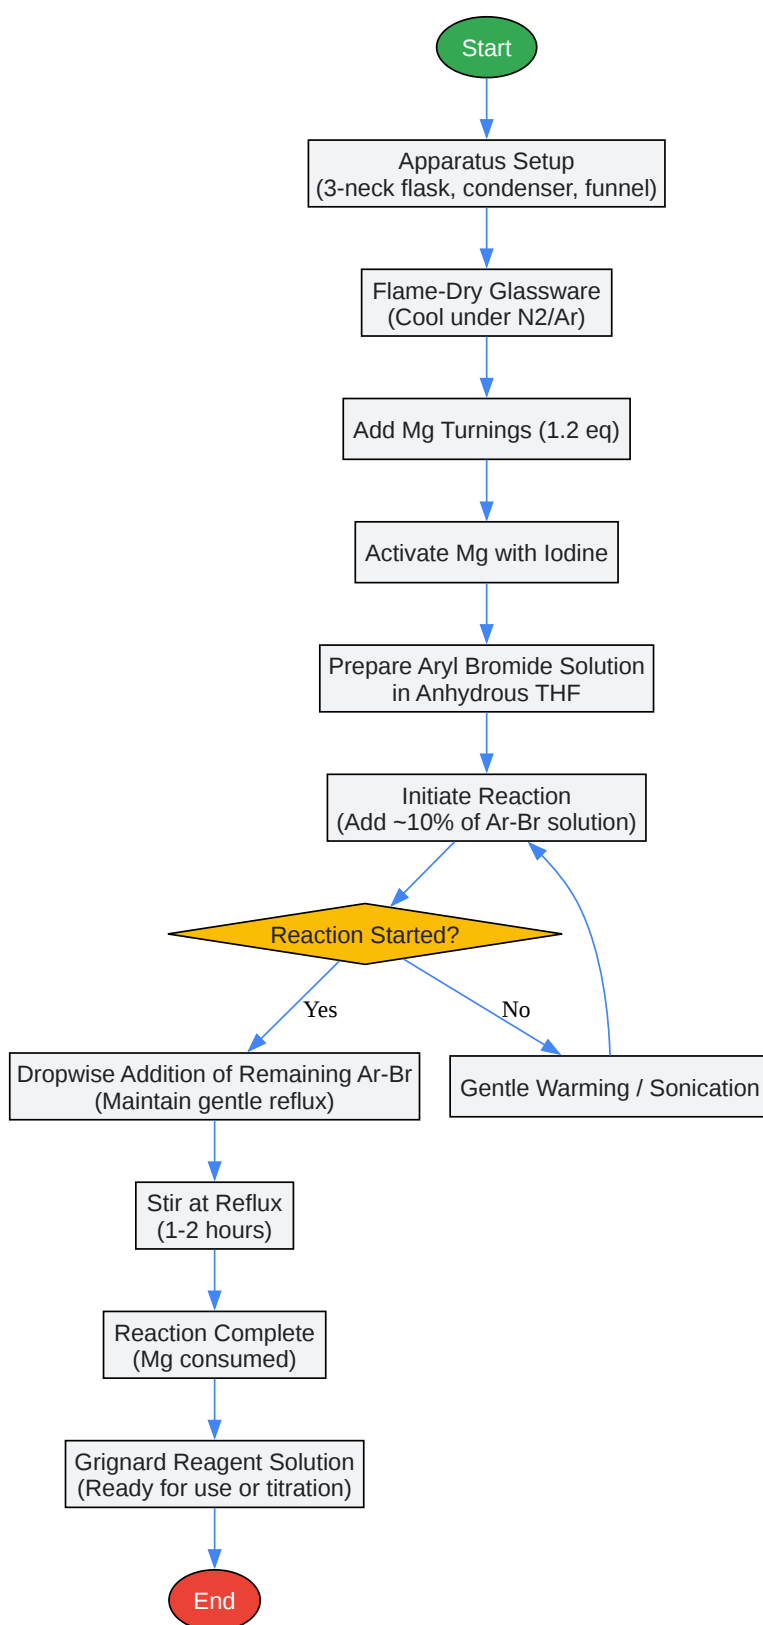 Start
Apparatus Setup
(3-neck flask, condenser, funnel)
Flame-Dry Glassware
(Cool under N2/Ar)
Add Mg Turnings (1.2 eq)
Activate Mg with Iodine
Prepare Aryl Bromide Solution
in Anhydrous THF
Initiate Reaction
(Add ~10% of Ar-Br solution)
Reaction Started?
Yes
No
Dropwise Addition of Remaining Ar-Br
(Maintain gentle reflux)
Gentle Warming / Sonication
Stir at Reflux
(1-2 hours)
Reaction Complete
(Mg consumed)
Grignard Reagent Solution
(Ready for use or titration)
End